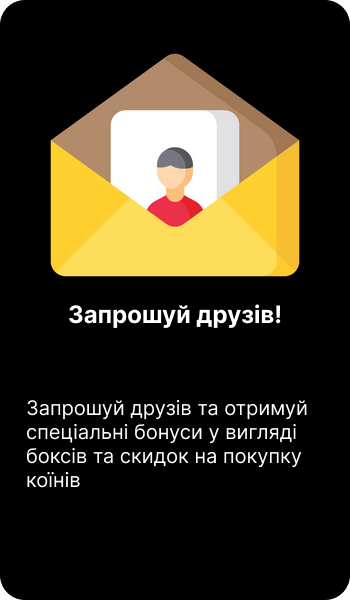 Запрошуй друзів!
Запрошуй друзів та отримуй
спеціальні бонуси у вигляді
боксів та скидок на покупку
коїнів